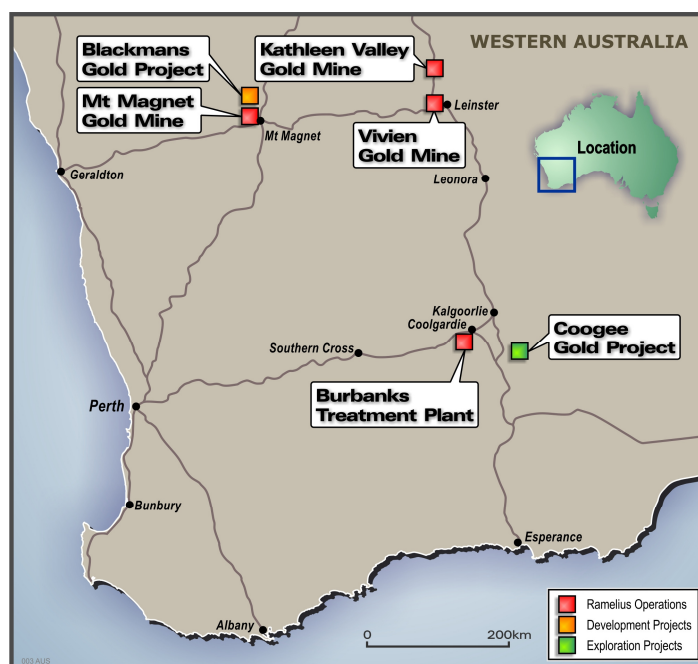 WESTERN AUSTRALIA
Blackmans
Gold Project
Kathleen Valley
Gold Mine
Mt Magnet
Gold Mine
Mt Magnet
Leinster
Vivien
Gold Mine
Location
Geraldton
Leonora
Kalgoorlie
Coolgardie
Southern Cross
Coogee
Gold Project
Burbanks
Treatment Plant
Perth
Bunbury
Esperance
Albany
0 200km
Ramelius Operations
Development Projects
Exploration Projects
003 AUS